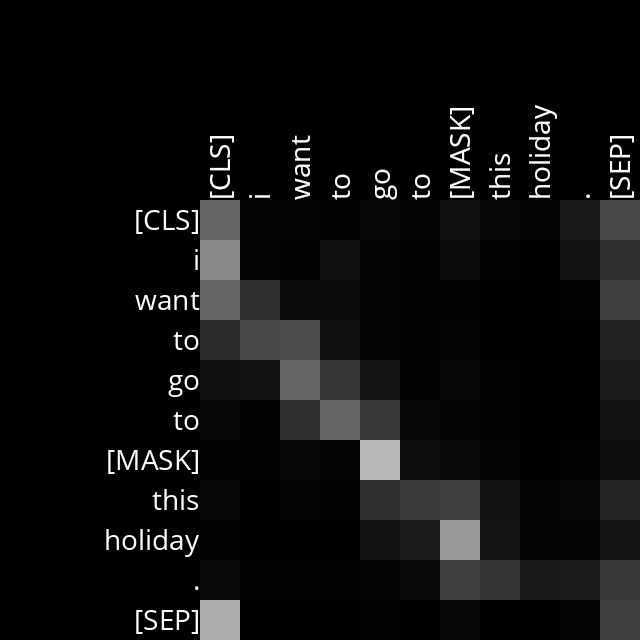 [CLS] i want to go to [MASK] this holiday . [SEP]
[CLS]
i
want
to
go
to
[MASK]
this
holiday
.
[SEP]